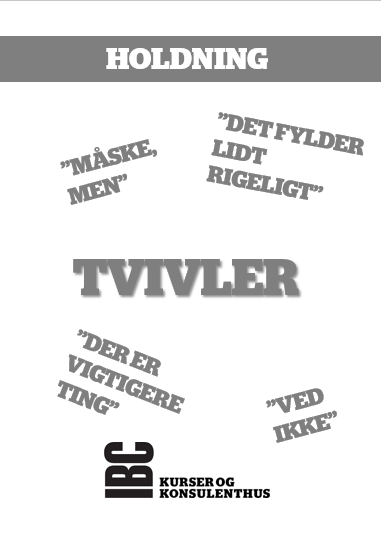 HOLDNING
”MÅSKE,
MEN”
”DET FYLDER
LIDT
RIGELIGT”
TVIVLER
”DER ER
VIGTIGERE
TING”
”VED
IKKE”
IBC
KURSER OG
KONSULENTHUS